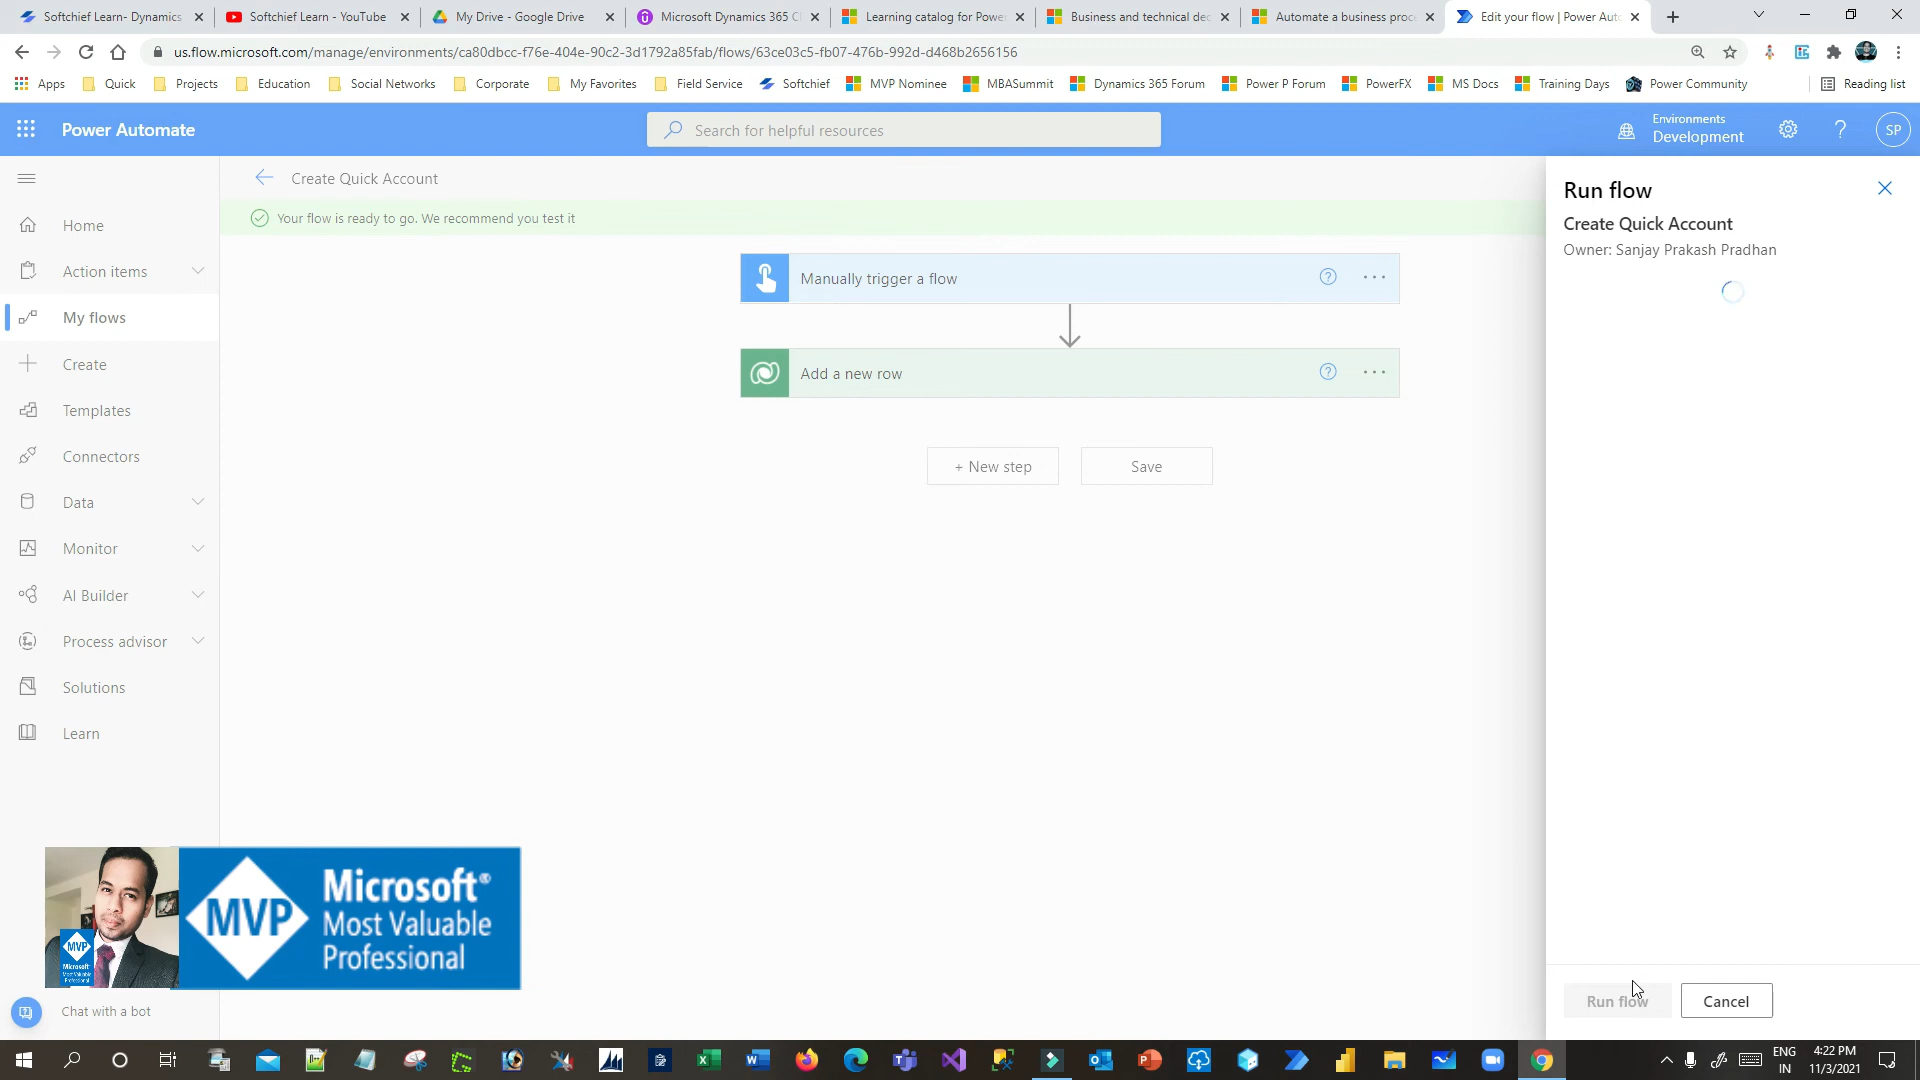 Softchief Learn- Dynamics
Softchief Learn - YouTube
My Drive - Google Drive
Microsoft Dynamics 365 C
Learning catalog for Powe
Business and technical dec
Automate a business proc
Edit your flow | Power Aut
us.flow.microsoft.com/manage/environments/ca80dbcc-f76e-404e-90c2-3d1792a85fab/flows/63ce03c5-fb07-476b-992d-d468b2656156
Apps
Quick
Projects
Education
Social Networks
Corporate
My Favorites
Field Service
Softchief
MVP Nominee
MBASummit
Dynamics 365 Forum
Power P Forum
PowerFX
MS Docs
Training Days
Power Community
Reading list
Power Automate
Search for helpful resources
Environments
Development
SP
Create Quick Account
Your flow is ready to go. We recommend you test it
Home
Action items
My flows
Create
Templates
Connectors
Data
Monitor
AI Builder
Process advisor
Solutions
Learn
Chat with a bot
Manually trigger a flow
Add a new row
+ New step
Save
Run flow
Create Quick Account
Owner: Sanjay Prakash Pradhan
Run flow
Cancel
MVP
Microsoft®
Most Valuable
Professional
MVP
Microsoft
Most Valuable
Professional
ENG
IN
4:22 PM
11/3/2021